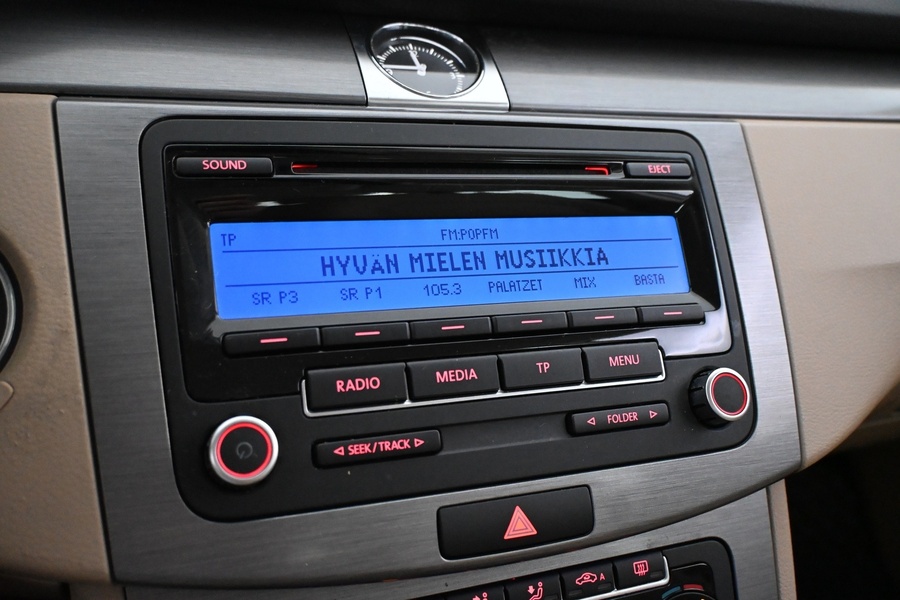 SOUND
EJECT
TP
FM:POPFM
HYVÄN MIELEN MUSIIKKIA
SR P3 SR P1 105.3 PALATZET MIX BASTA
RADIO MEDIA TP MENU
SEEK/TRACK
FOLDER
A